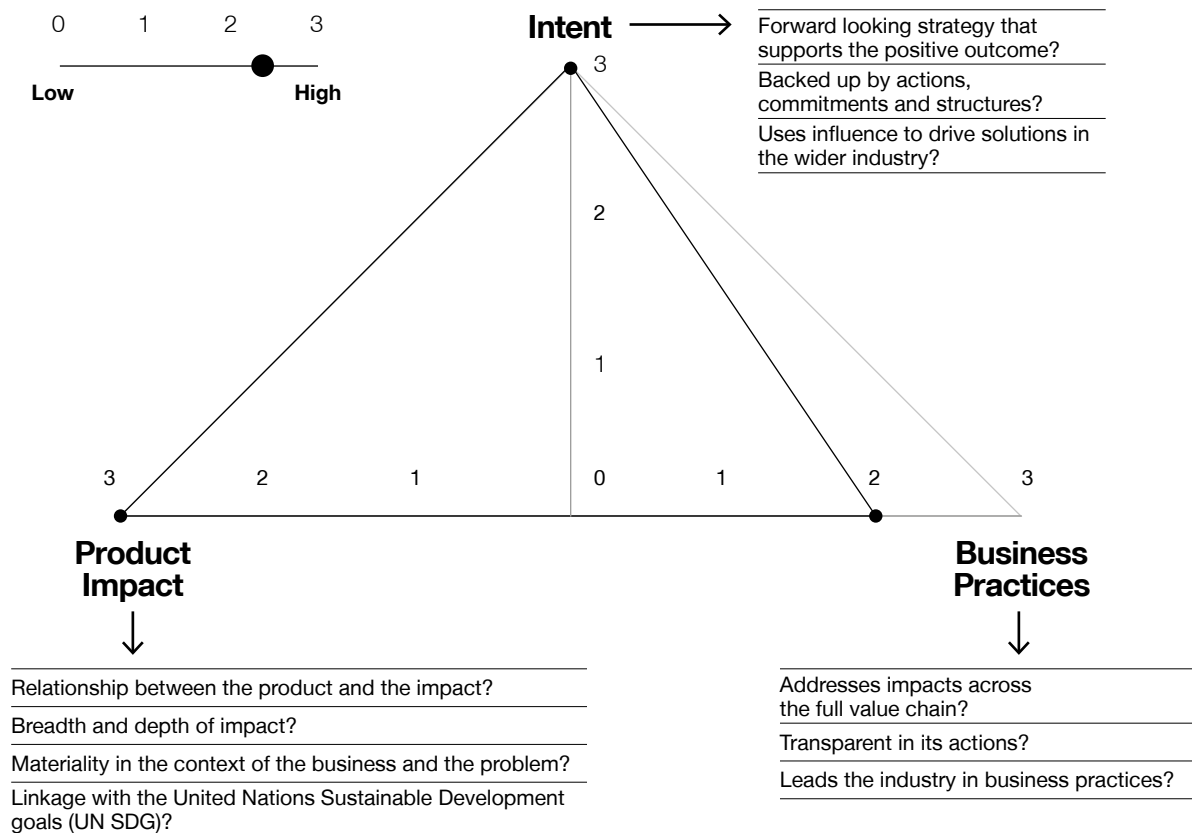 0 1 2 3
Low High
Intent
Forward looking strategy that
supports the positive outcome?
Backed up by actions,
commitments and structures?
Uses influence to drive solutions in
the wider industry?
3
2
1
3 2 1 0 1 2 3
Product
Impact
Business
Practices
Relationship between the product and the impact?
Breadth and depth of impact?
Materiality in the context of the business and the problem?
Linkage with the United Nations Sustainable Development
goals (UN SDG)?
Addresses impacts across
the full value chain?
Transparent in its actions?
Leads the industry in business practices?